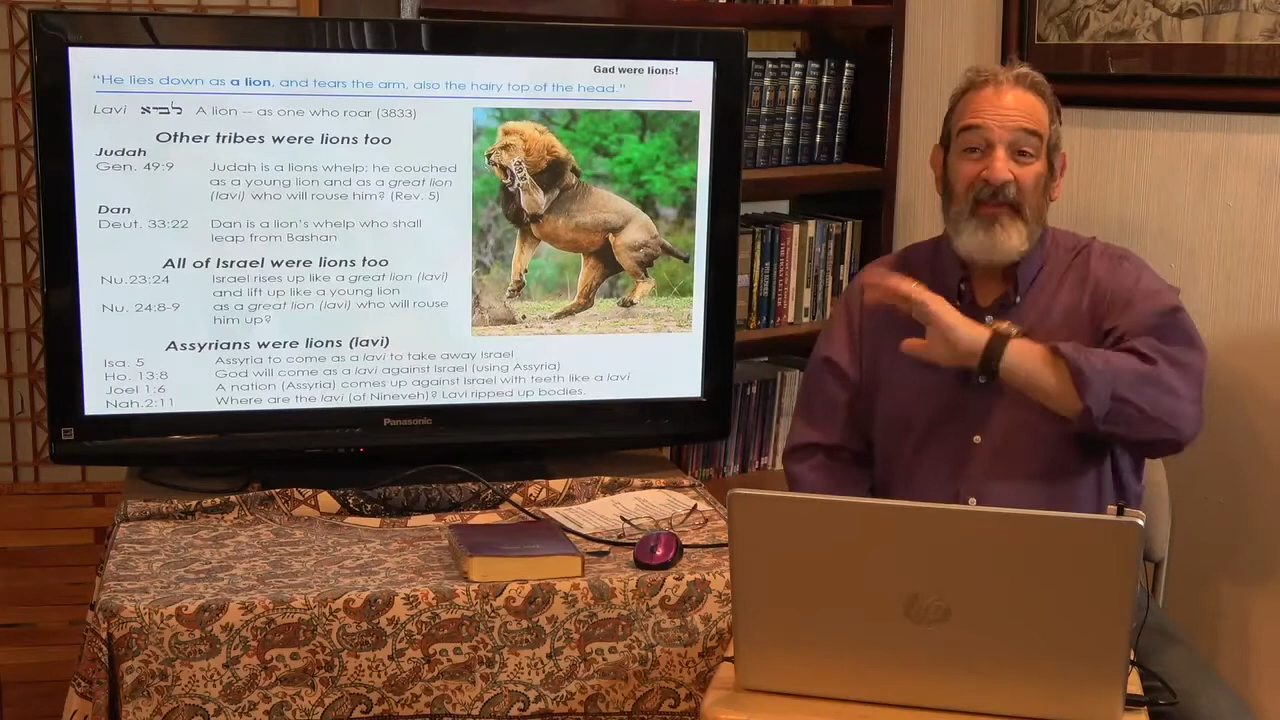 Gad were lions!
"He lies down as a lion, and tears the arm, also the hairy top of the head."
Lavi לביא A lion -- as one who roar (3833)
Other tribes were lions too
Judah
Gen. 49:9 Judah is a lions whelp; he couched
as a young lion and as a great lion
(lavi) who will rouse him? (Rev. 5)
Dan
Deut. 33:22 Dan is a lion's whelp who shall
leap from Bashan
All of Israel were lions too
Nu.23:24 Israel rises up like a great lion (lavi)
and lift up like a young lion
Nu. 24:8-9 as a great lion (lavi) who will rouse
him up?
Assyrians were lions (lavi)
Isa. 5 Assyria to come as a lavi to take away Israel
Ho. 13:8 God will come as a lavi against Israel (using Assyria)
Joel 1:6 A nation (Assyria) comes up against Israel with teeth like a lavi
Nah.2:11 Where are the lavi (of Nineveh)? Lavi ripped up bodies.
Panasonic
hp